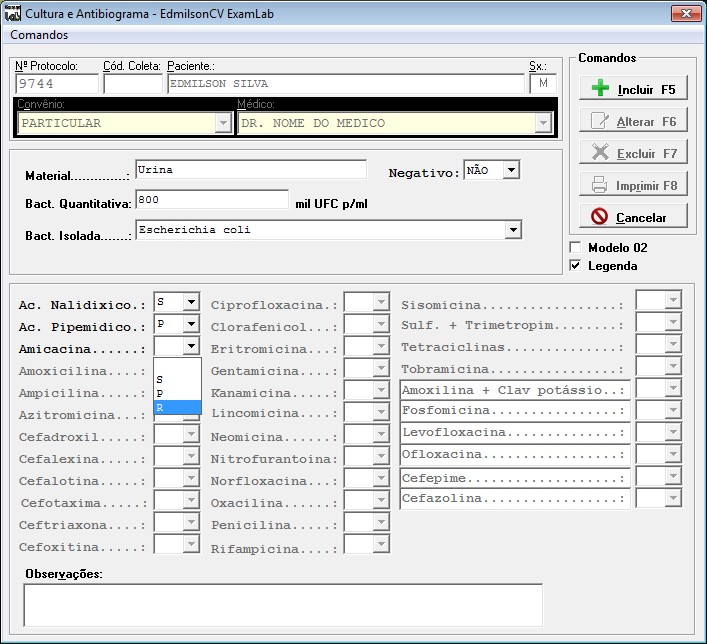 Cultura e Antibiograma - EdmilsonCV ExamLab
Comandos
Nº Protocolo: Cód. Coleta: Paciente.: Sx.:
9744 EDMILSON SILVA M
Convênio: Médico:
PARTICULAR DR. NOME DO MEDICO
Comandos
Incluir F5
Alterar F6
Excluir F7
Imprimir F8
Cancelar
Modelo 02
Legenda
Material............: Urina Negativo: NÃO
Bact. Quantitativa: 800 mil UFC p/ml
Bact. Isolada.......: Escherichia coli
Ac. Nalidixico.: S Ciprofloxacina.: Sisomicina.....................:
Ac. Pipemidico.: P Clorafenicol...: Sulf. + Trimetropim........:
Amicacina......: Eritromicina...: Tetraciclinas...............:
Amoxicilina....: Gentamicina....: Tobramicina.................:
S
P
R
Ampicilina.....: Kanamicina.....: Amoxilina + Clav potássio..:
Azitromicina...: Lincomicina....: Fosfomicina.................:
Cefadroxil.....: Neomicina......: Levofloxacina...............:
Cefalexina.....: Nitrofurantoina: Ofloxacina..................:
Cefalotina.....: Norfloxacina...: Cefepime....................:
Cefotaxima.....: Oxacilina......: Cefazolina..................:
Ceftriaxona....: Penicilina.....:
Cefoxitina.....: Rifampicina....:
Observações: